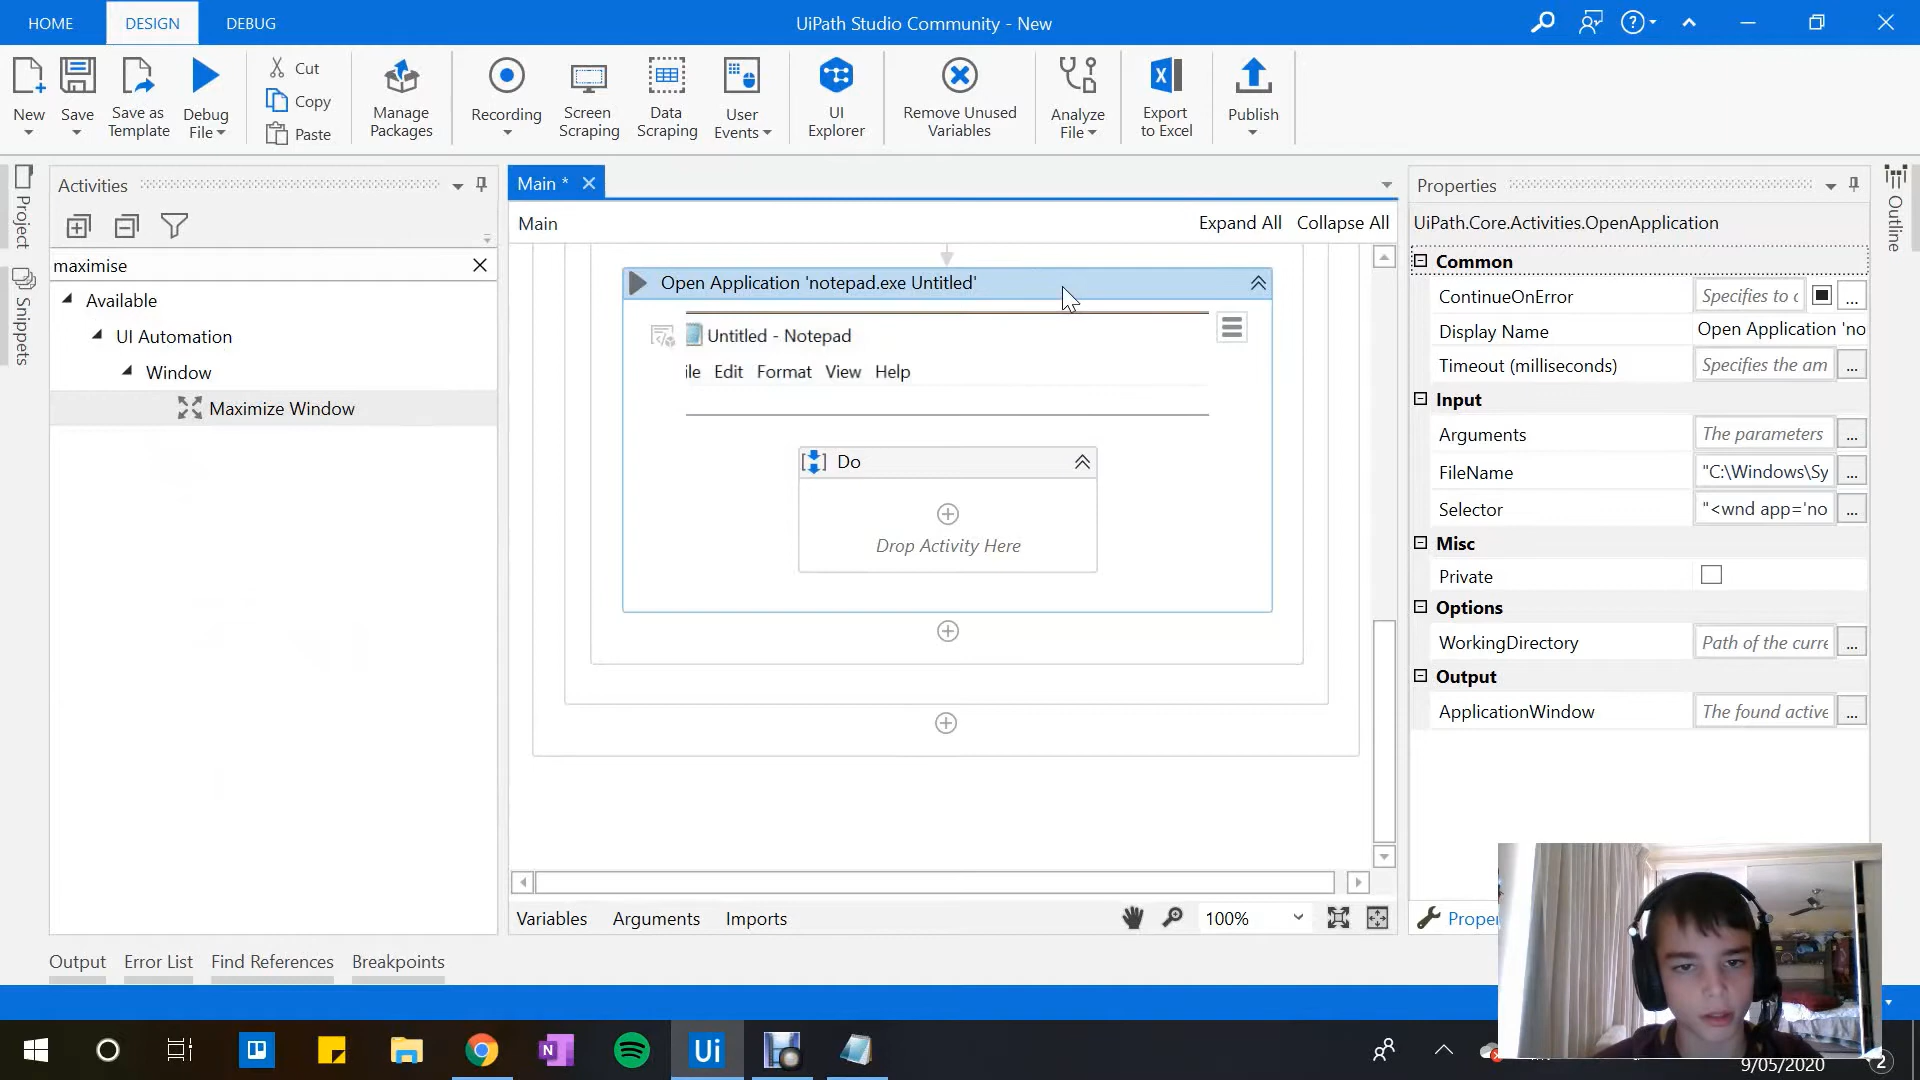 HOME
DESIGN
DEBUG
UiPath Studio Community - New
New
Save
Save as
Template
Debug
File
Cut
Copy
Paste
Manage
Packages
Recording
Screen
Scraping
Data
Scraping
User
Events
UI
Explorer
Remove Unused
Variables
Analyze
File
Export
to Excel
Publish
Project
Snippets
Activities
maximise
Available
UI Automation
Window
Maximize Window
Main *
Main
Expand All
Collapse All
Open Application 'notepad.exe Untitled'
Untitled - Notepad
ile Edit Format View Help
Do
Drop Activity Here
Variables
Arguments
Imports
100%
Properties
UiPath.Core.Activities.OpenApplication
Common
ContinueOnError
Specifies to c
...
Display Name
Open Application 'no
Timeout (milliseconds)
Specifies the am
...
Input
Arguments
The parameters
...
FileName
"C:\Windows\Sy
...
Selector
"<wnd app='no
...
Misc
Private
Options
WorkingDirectory
Path of the curre
...
Output
ApplicationWindow
The found active
...
Proper
Outline
Output
Error List
Find References
Breakpoints
Ui
N
9/05/2020
2